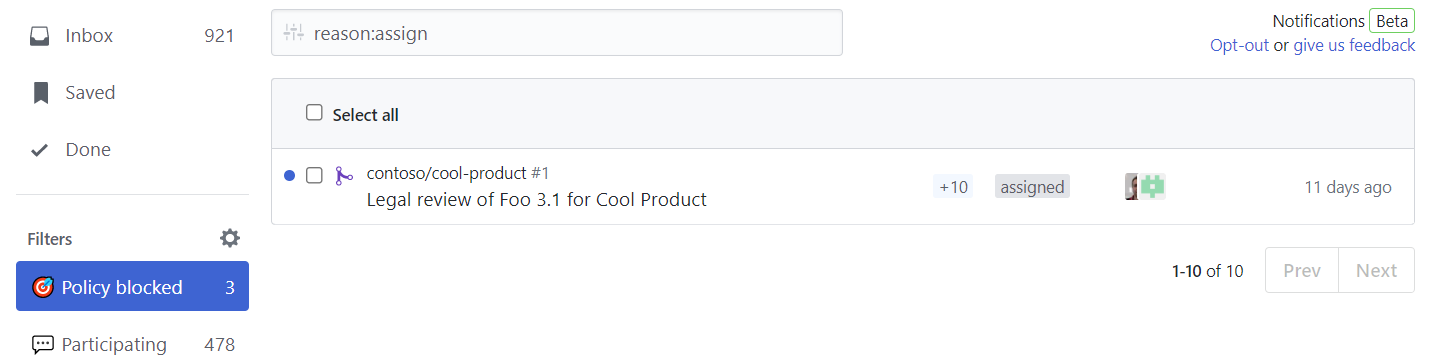 Inbox 921
Saved
Done
Filters
Policy blocked 3
Participating 478
reason:assign
Notifications Beta
Opt-out or give us feedback
Select all
contoso/cool-product #1
Legal review of Foo 3.1 for Cool Product
+10 assigned 11 days ago
1-10 of 10 Prev Next